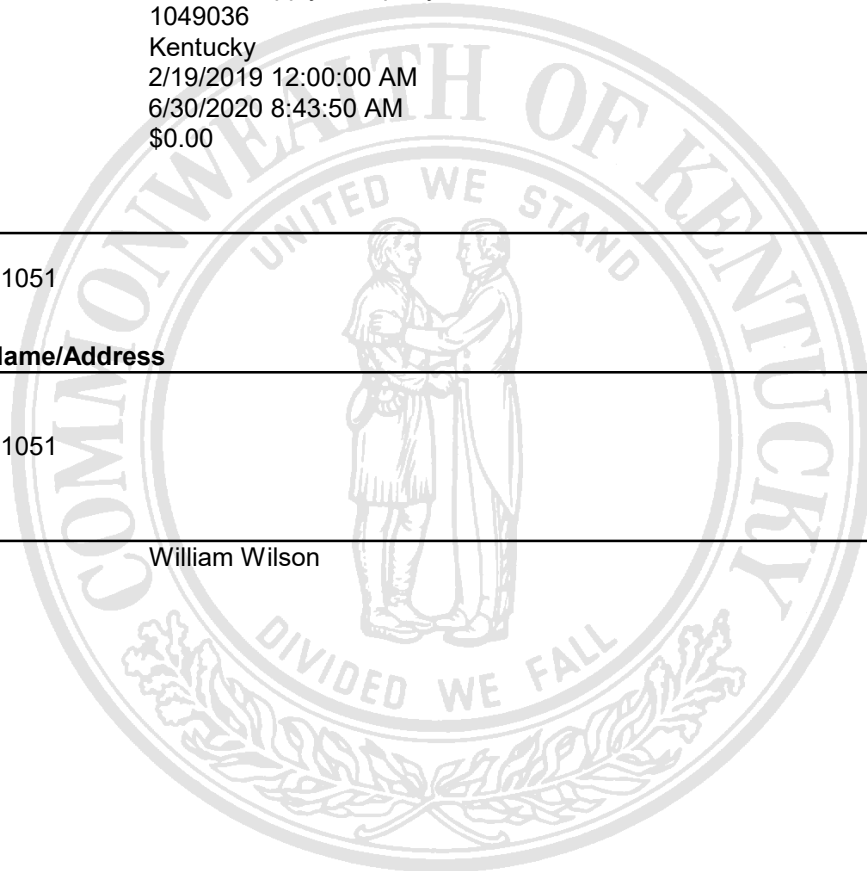 1049036
Kentucky
2/19/2019 12:00:00 AM
6/30/2020 8:43:50 AM
$0.00
COMMONWEALTH OF KENTUCKY
UNITED WE STAND
1051
Name/Address
1051
William Wilson
DIVIDED WE FALL